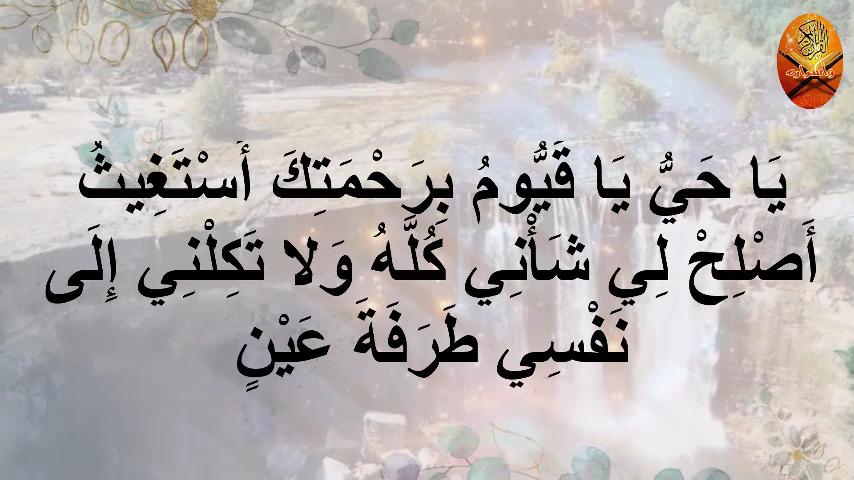 يَا حَيُّ يَا قَيُّومُ بِرَحْمَتِكَ أَسْتَغِيثُ
أَصْلِحْ لِي شَأْنِي كُلَّهُ وَلا تَكِلْنِي إِلَى
نَفْسِي طَرَفَةَ عَيْنٍ